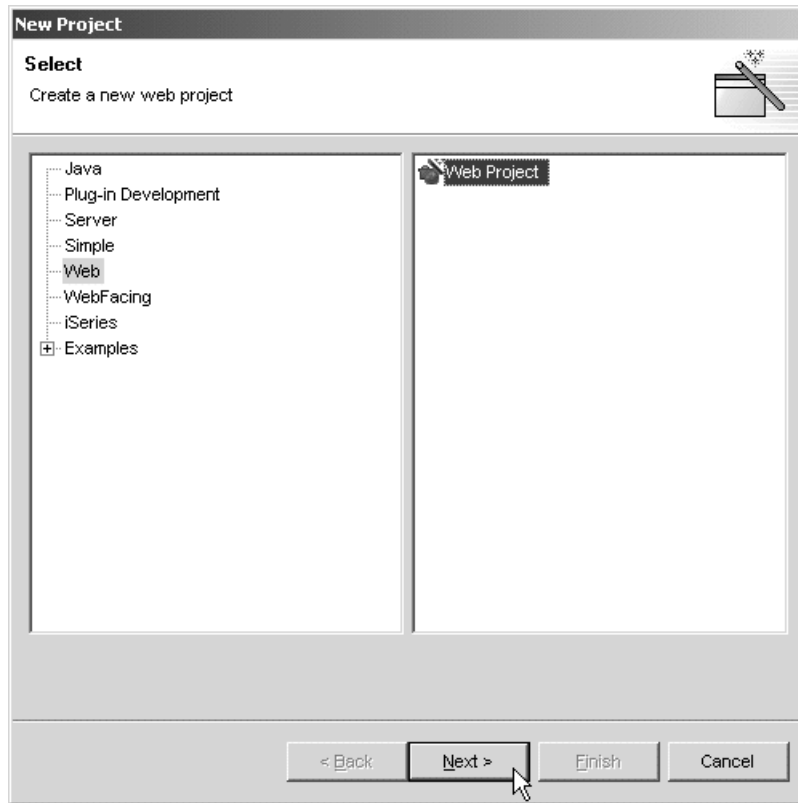 New Project
Select
Create a new web project
Java
Plug-in Development
Server
Simple
Web
WebFacing
iSeries
Examples
Web Project
< Back
Next >
Finish
Cancel